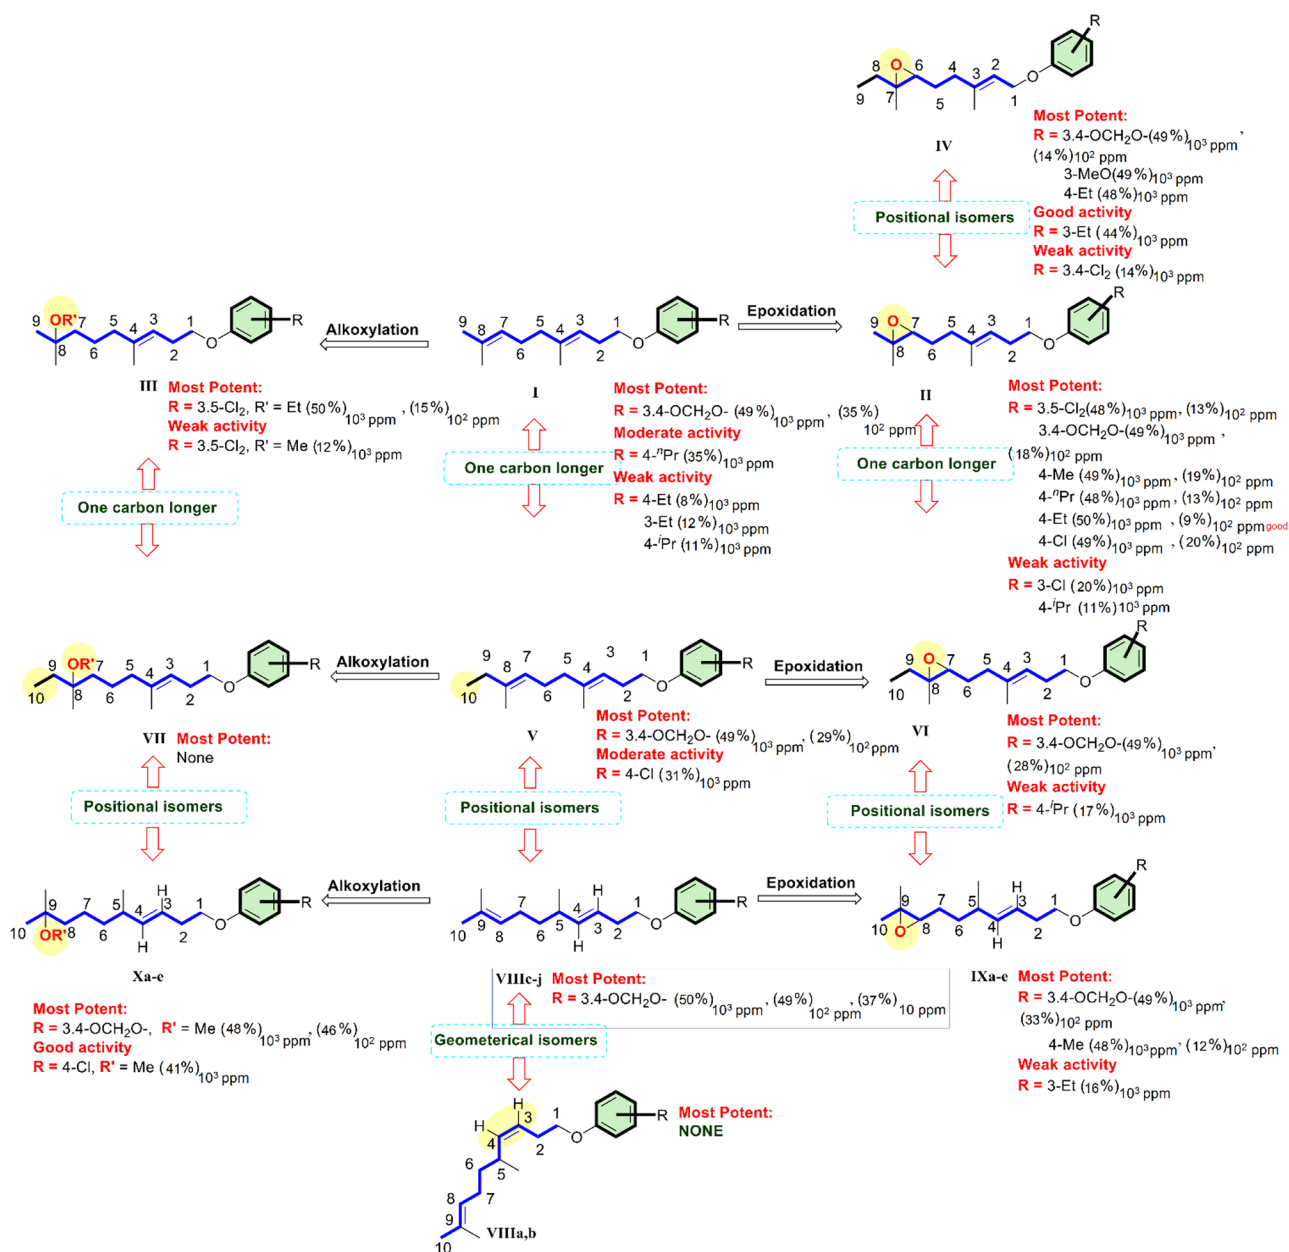 R
8
O
6
4
2
3
O
9
7
5
1
IV
Most Potent:
R = 3.4-OCH2O-(49%)10³ ppm,
(14%)10² ppm
3-MeO(49%)10³ ppm
4-Et (48%)10³ ppm
Good activity
R = 3-Et (44%)10³ ppm
Weak activity
R = 3.4-Cl2 (14%)10³ ppm
Positional isomers
9 OR' 7 5 4 3 1 O R
8 6 2
III
Most Potent:
R = 3.5-Cl2, R' = Et (50%)10³ ppm, (15%)10² ppm
Weak activity
R = 3.5-Cl2, R' = Me (12%)10³ ppm
Alkoxylation
9 8 7 5 4 3 1 O R
6 2
I
Most Potent:
R = 3.4-OCH2O- (49%)10³ ppm, (35%)10² ppm
Moderate activity
R = 4-ⁿPr (35%)10³ ppm
Weak activity
R = 4-Et (8%)10³ ppm
3-Et (12%)10³ ppm
4-ⁱPr (11%)10³ ppm
Epoxidation
9 O 7 5 4 3 1 O R
8 6 2
II
Most Potent:
R = 3.5-Cl2(48%)10³ ppm, (13%)10² ppm
3.4-OCH2O-(49%)10³ ppm,
(18%)10² ppm
4-Me (49%)10³ ppm, (19%)10² ppm
4-ⁿPr (48%)10³ ppm, (13%)10² ppm
4-Et (50%)10³ ppm, (9%)10² ppm good
4-Cl (49%)10³ ppm, (20%)10² ppm
Weak activity
R = 3-Cl (20%)10³ ppm
4-ⁱPr (11%)10³ ppm
One carbon longer
One carbon longer
One carbon longer
9 OR' 7 5 4 3 1 O R
10 8 6 2
VII
Most Potent:
None
Alkoxylation
9 8 7 5 4 3 1 O R
10 6 2
V
Most Potent:
R = 3.4-OCH2O- (49%)10³ ppm, (29%)10² ppm
Moderate activity
R = 4-Cl (31%)10³ ppm
Epoxidation
9 O 7 5 4 3 1 O R
10 8 6 2
VI
Most Potent:
R = 3.4-OCH2O-(49%)10³ ppm,
(28%)10² ppm
Weak activity
R = 4-ⁱPr (17%)10³ ppm
Positional isomers
Positional isomers
Positional isomers
9 7 5 4 H 3 1 O R
10 OR' 8 6 H 2
Xa-e
Most Potent:
R = 3.4-OCH2O-, R' = Me (48%)10³ ppm, (46%)10² ppm
Good activity
R = 4-Cl, R' = Me (41%)10³ ppm
Alkoxylation
9 7 5 4 H 1 O R
10 8 6 H 3 2
VIIIc-j
Most Potent:
R = 3.4-OCH2O- (50%)10³ ppm, (49%)10² ppm, (37%)10 ppm
Epoxidation
9 7 5 H 3 1 O R
10 O 8 6 4 H 2
IXa-e
Most Potent:
R = 3.4-OCH2O-(49%)10³ ppm,
(33%)10² ppm
4-Me (48%)10³ppm, (12%)10² ppm
Weak activity
R = 3-Et (16%)10³ ppm
Geometerical isomers
H H 3 1 O R
4 2
6 5
8 7
9
10
VIIIa,b
Most Potent:
NONE